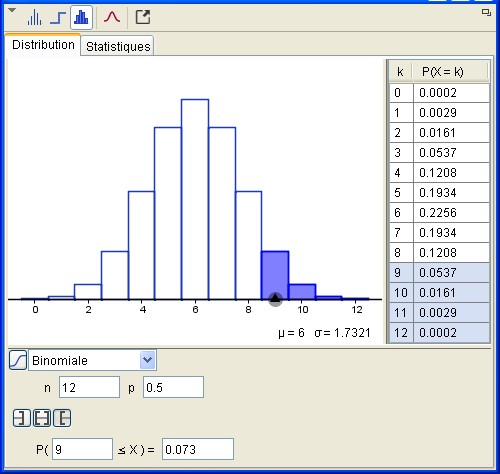 Distribution Statistiques
k P(X = k)
0 0.0002
1 0.0029
2 0.0161
3 0.0537
4 0.1208
5 0.1934
6 0.2256
7 0.1934
8 0.1208
9 0.0537
10 0.0161
11 0.0029
12 0.0002
0 2 4 6 8 10 12
μ = 6 σ = 1.7321
Binomiale
n 12 p 0.5
P( 9 ≤ X ) = 0.073